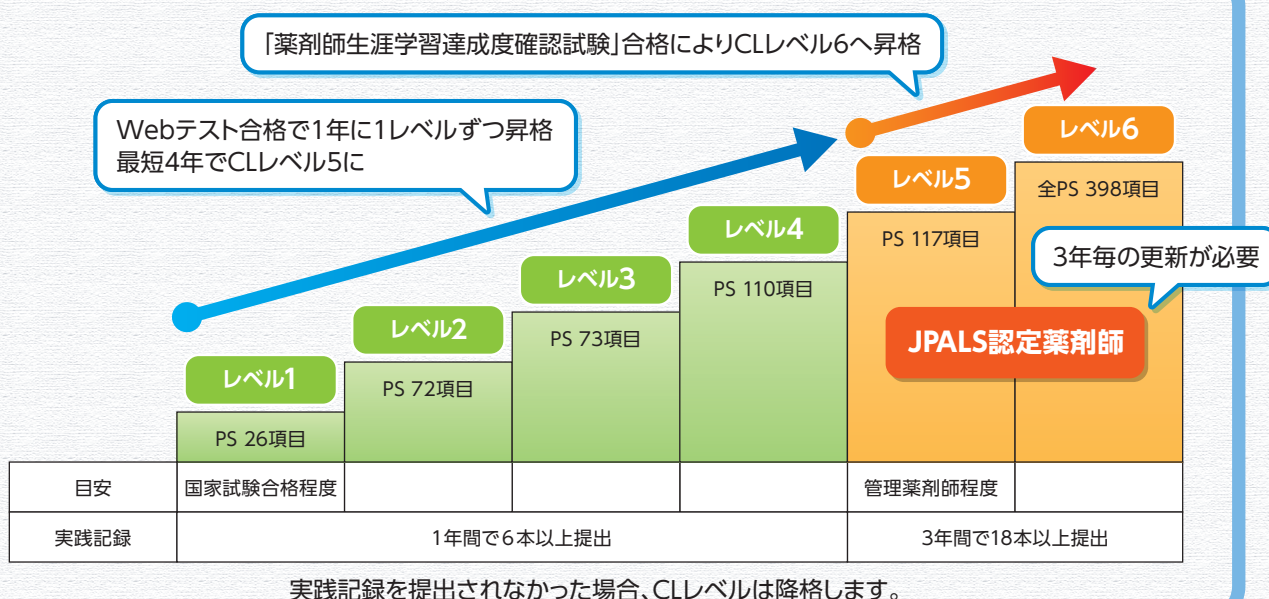 「薬剤師生涯学習達成度確認試験」合格によりCLレベル6へ昇格
Webテスト合格で1年に1レベルずつ昇格
最短4年でCLレベル5に
レベル6
全PS 398項目
レベル5
PS 117項目
3年毎の更新が必要
レベル4
PS 110項目
レベル3
PS 73項目
JPALS認定薬剤師
レベル2
PS 72項目
レベル1
PS 26項目
目安 国家試験合格程度 管理薬剤師程度
実践記録 1年間で6本以上提出 3年間で18本以上提出
実践記録を提出されなかった場合、CLレベルは降格します。